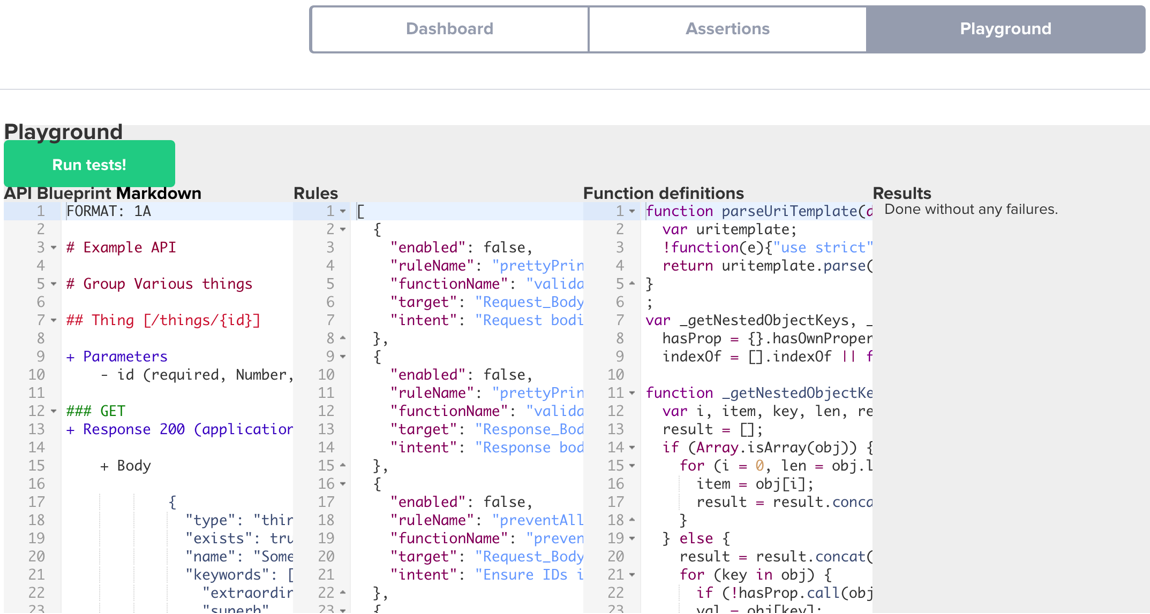 Dashboard
Assertions
Playground
Playground
Run tests!
API Blueprint Markdown
1 FORMAT: 1A
2
3 # Example API
4
5 # Group Various things
6
7 ## Thing [/things/{id}]
8
9 + Parameters
10 - id (required, Number,
11
12 ### GET
13 + Response 200 (application
14
15 + Body
16
17 {
18 "type": "thin
19 "exists": tru
20 "name": "Some
21 "keywords": [
22 "extraordin
23 "superb"
Rules
1 [
2 {
3 "enabled": false,
4 "ruleName": "prettyPrin
5 "functionName": "valida
6 "target": "Request_Body
7 "intent": "Request bodi
8 },
9 {
10 "enabled": false,
11 "ruleName": "prettyPrin
12 "functionName": "valida
13 "target": "Response_Bod
14 "intent": "Response bod
15 },
16 {
17 "enabled": false,
18 "ruleName": "preventAll
19 "functionName": "preven
20 "target": "Request_Body
21 "intent": "Ensure IDs i
22 },
23 {
Function definitions
1 function parseUriTemplate(d
2 var uritemplate;
3 !function(e){"use strict"
4 return uritemplate.parse(
5 }
6 ;
7 var _getNestedObjectKeys, _
8 hasProp = {}.hasOwnProper
9 indexOf = [].indexOf || f
10
11 function _getNestedObjectKe
12 var i, item, key, len, re
13 result = [];
14 if (Array.isArray(obj)) {
15 for (i = 0, len = obj.l
16 item = obj[i];
17 result = result.conca
18 }
19 } else {
20 result = result.concat(
21 for (key in obj) {
22 if (!hasProp.call(obj
23 val = obj[key];
Results
Done without any failures.